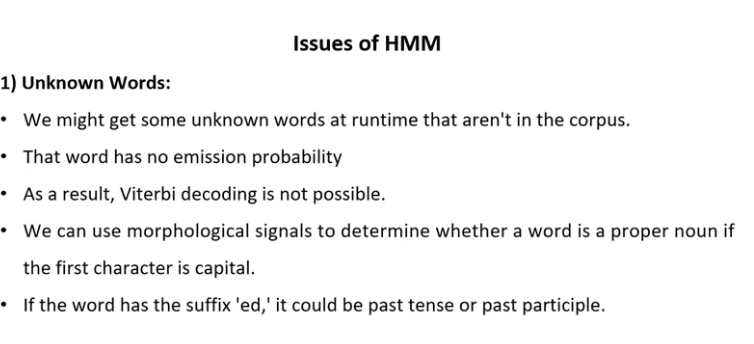 Issues of HMM
1) Unknown Words:
• We might get some unknown words at runtime that aren't in the corpus.
• That word has no emission probability
• As a result, Viterbi decoding is not possible.
• We can use morphological signals to determine whether a word is a proper noun if
the first character is capital.
• If the word has the suffix 'ed,' it could be past tense or past participle.